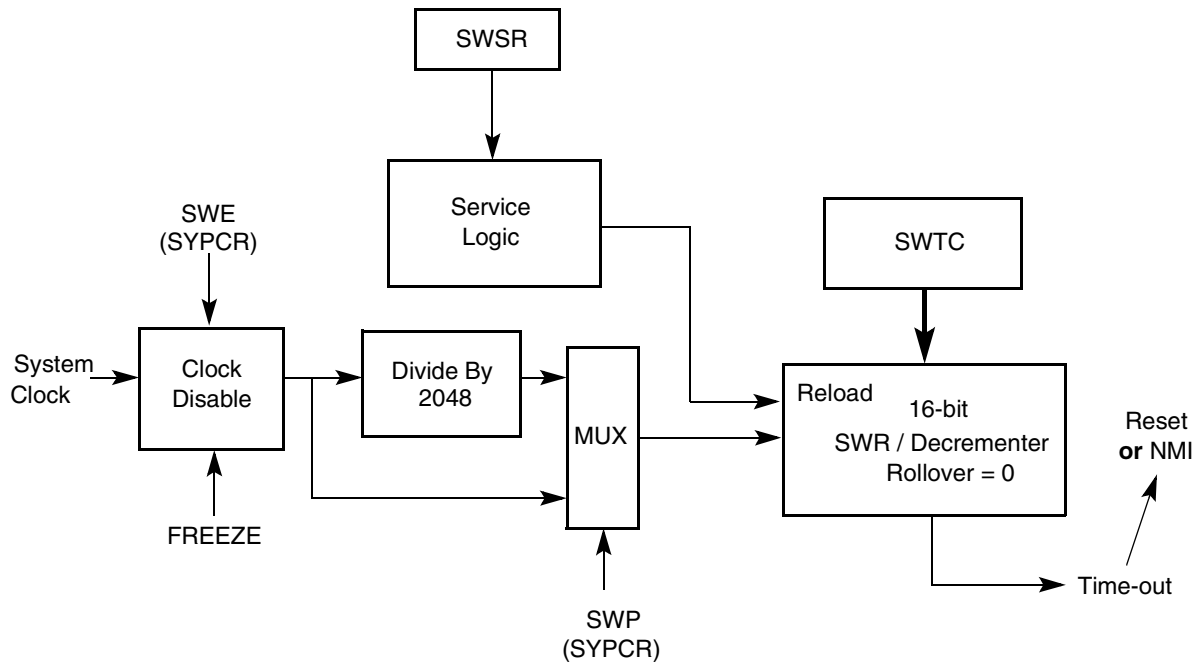 SWSR
Service
Logic
SWE
(SYPCR)
SWTC
System
Clock
Clock
Disable
Divide By
2048
MUX
Reload
16-bit
SWR / Decrementer
Rollover = 0
Reset
or NMI
FREEZE
Time-out
SWP
(SYPCR)